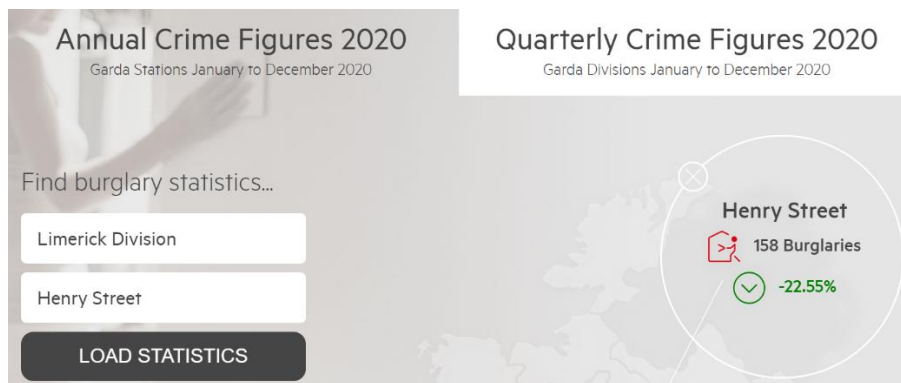 Annual Crime Figures 2020
Garda Stations January to December 2020
Quarterly Crime Figures 2020
Garda Divisions January to December 2020
Find burglary statistics...
Limerick Division
Henry Street
LOAD STATISTICS
Henry Street
158 Burglaries
-22.55%